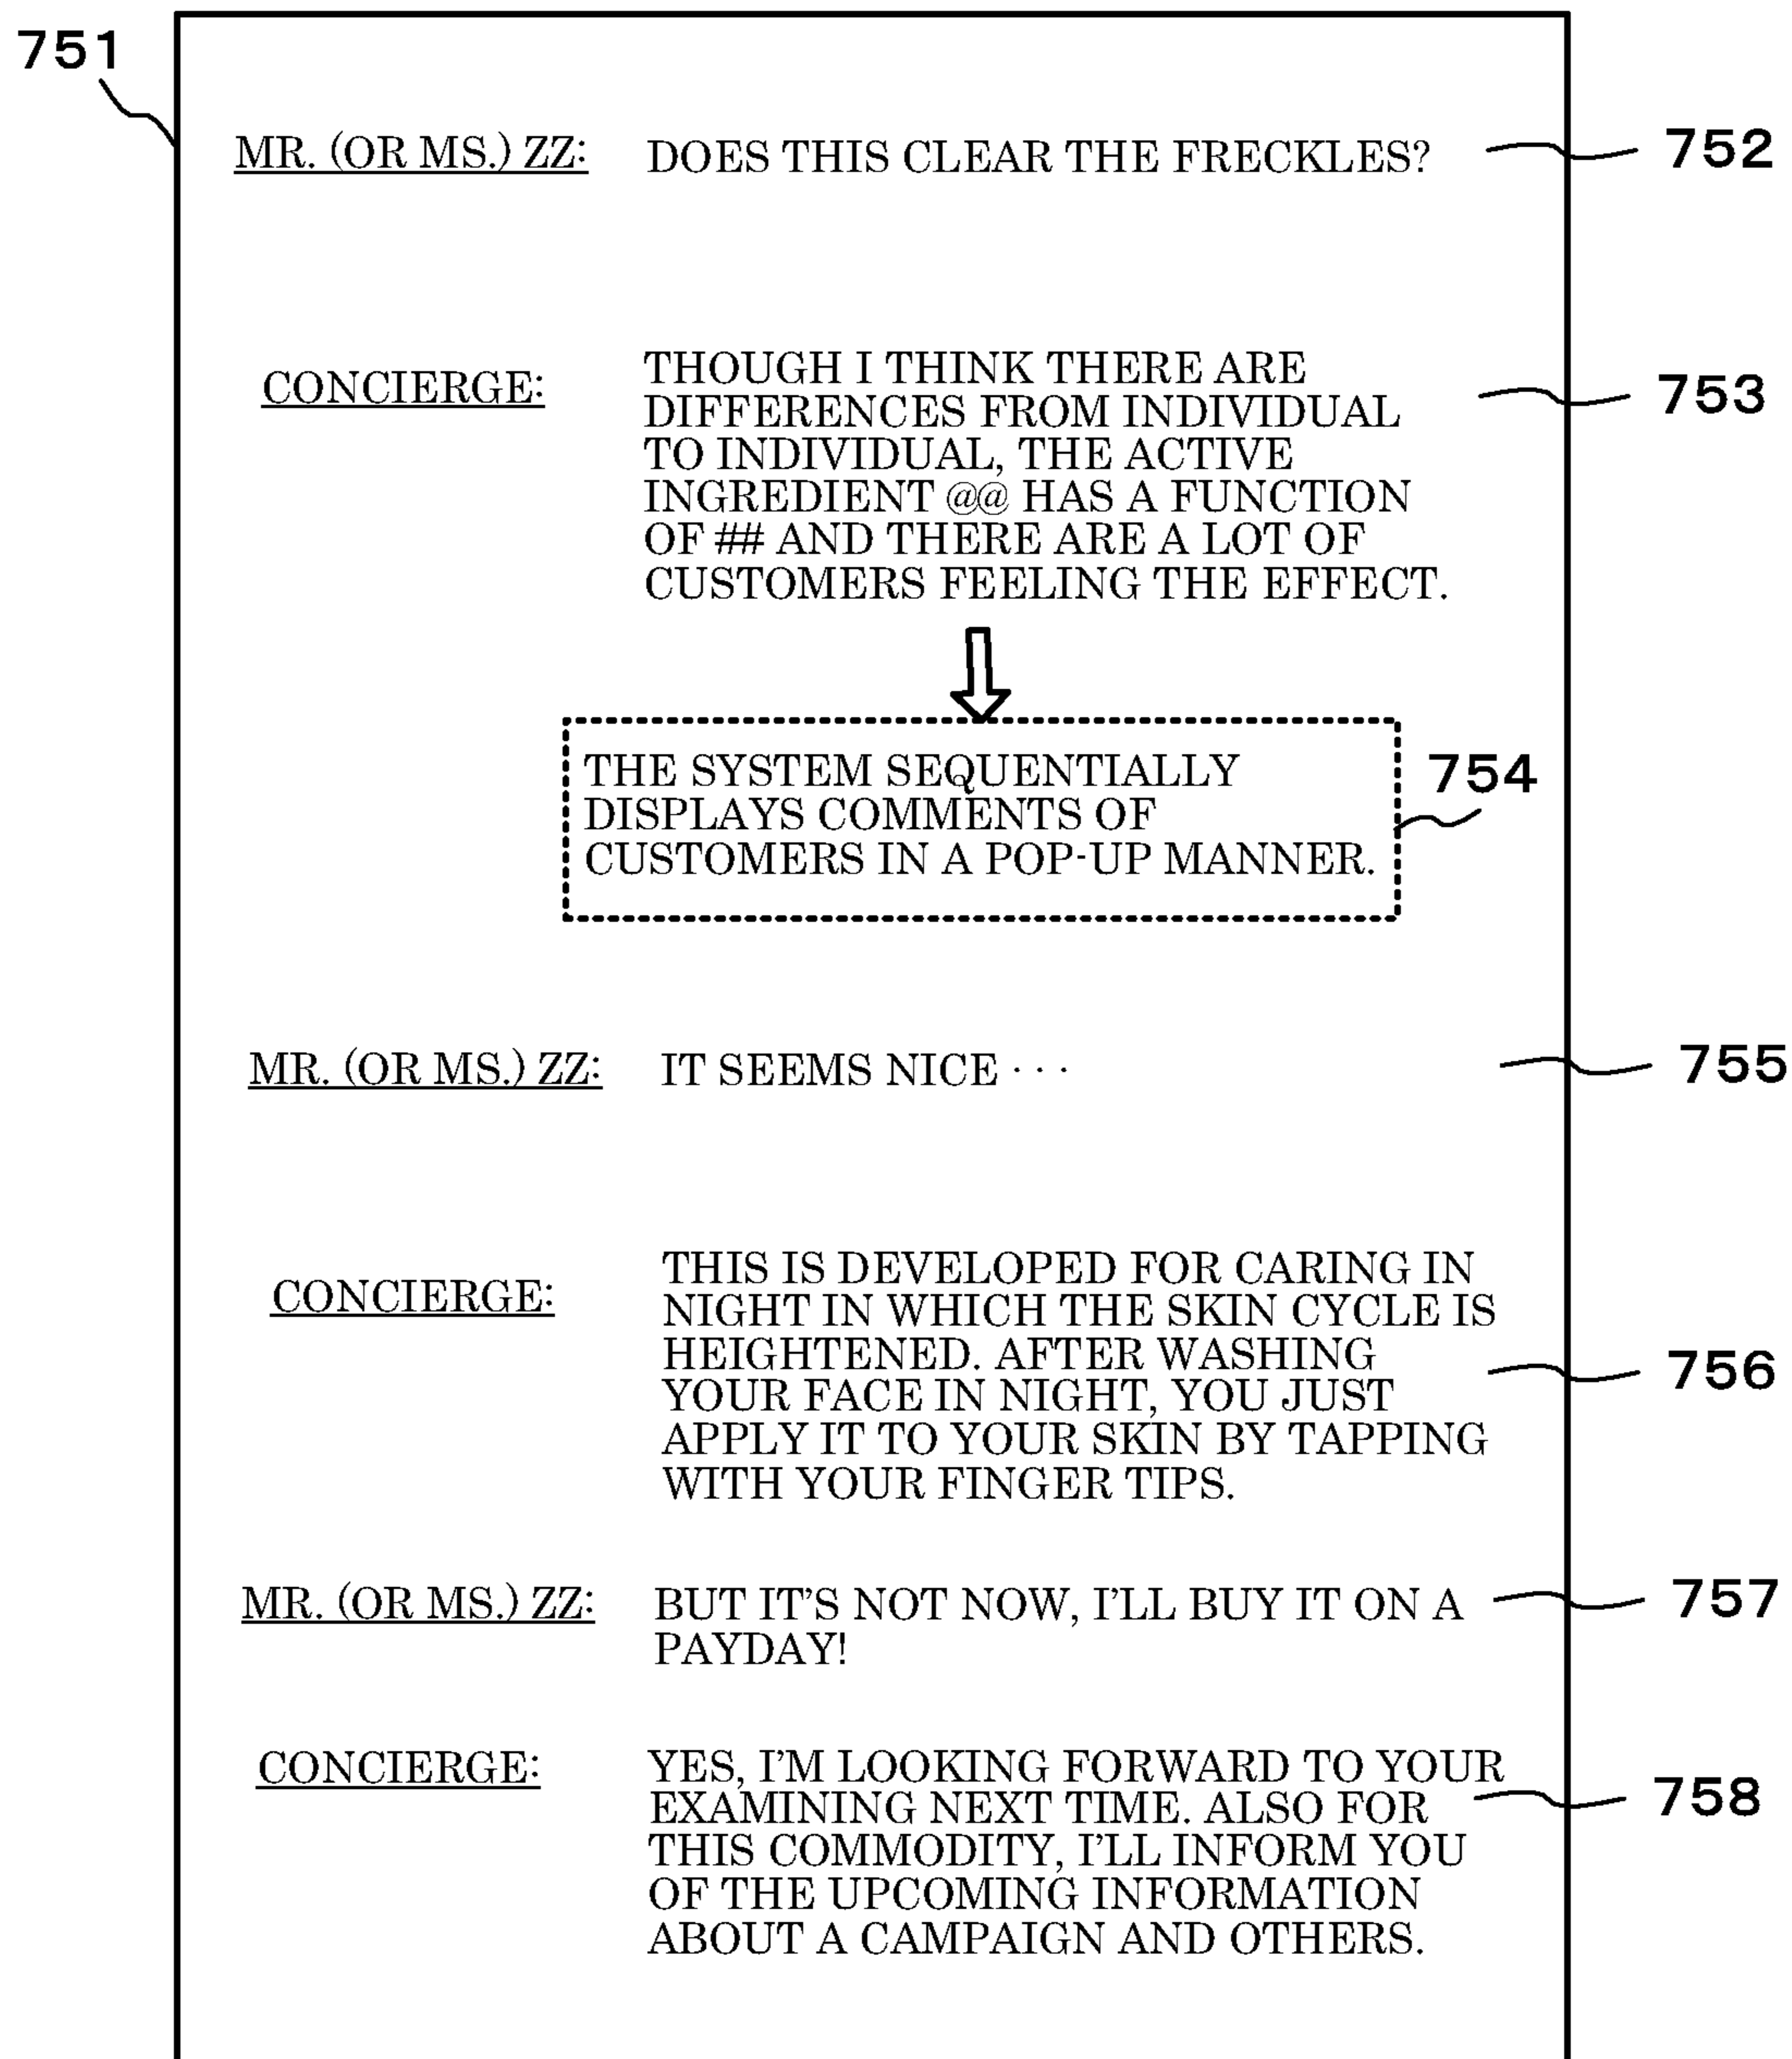 751
MR. (OR MS.) ZZ: DOES THIS CLEAR THE FRECKLES? 752
CONCIERGE: THOUGH I THINK THERE ARE
DIFFERENCES FROM INDIVIDUAL 753
TO INDIVIDUAL, THE ACTIVE
INGREDIENT @@ HAS A FUNCTION
OF ## AND THERE ARE A LOT OF
CUSTOMERS FEELING THE EFFECT.
THE SYSTEM SEQUENTIALLY 754
DISPLAYS COMMENTS OF
CUSTOMERS IN A POP-UP MANNER.
MR. (OR MS.) ZZ: IT SEEMS NICE · · · 755
CONCIERGE: THIS IS DEVELOPED FOR CARING IN
NIGHT IN WHICH THE SKIN CYCLE IS
HEIGHTENED. AFTER WASHING 756
YOUR FACE IN NIGHT, YOU JUST
APPLY IT TO YOUR SKIN BY TAPPING
WITH YOUR FINGER TIPS.
MR. (OR MS.) ZZ: BUT IT'S NOT NOW, I'LL BUY IT ON A 757
PAYDAY!
CONCIERGE: YES, I'M LOOKING FORWARD TO YOUR
EXAMINING NEXT TIME. ALSO FOR 758
THIS COMMODITY, I'LL INFORM YOU
OF THE UPCOMING INFORMATION
ABOUT A CAMPAIGN AND OTHERS.